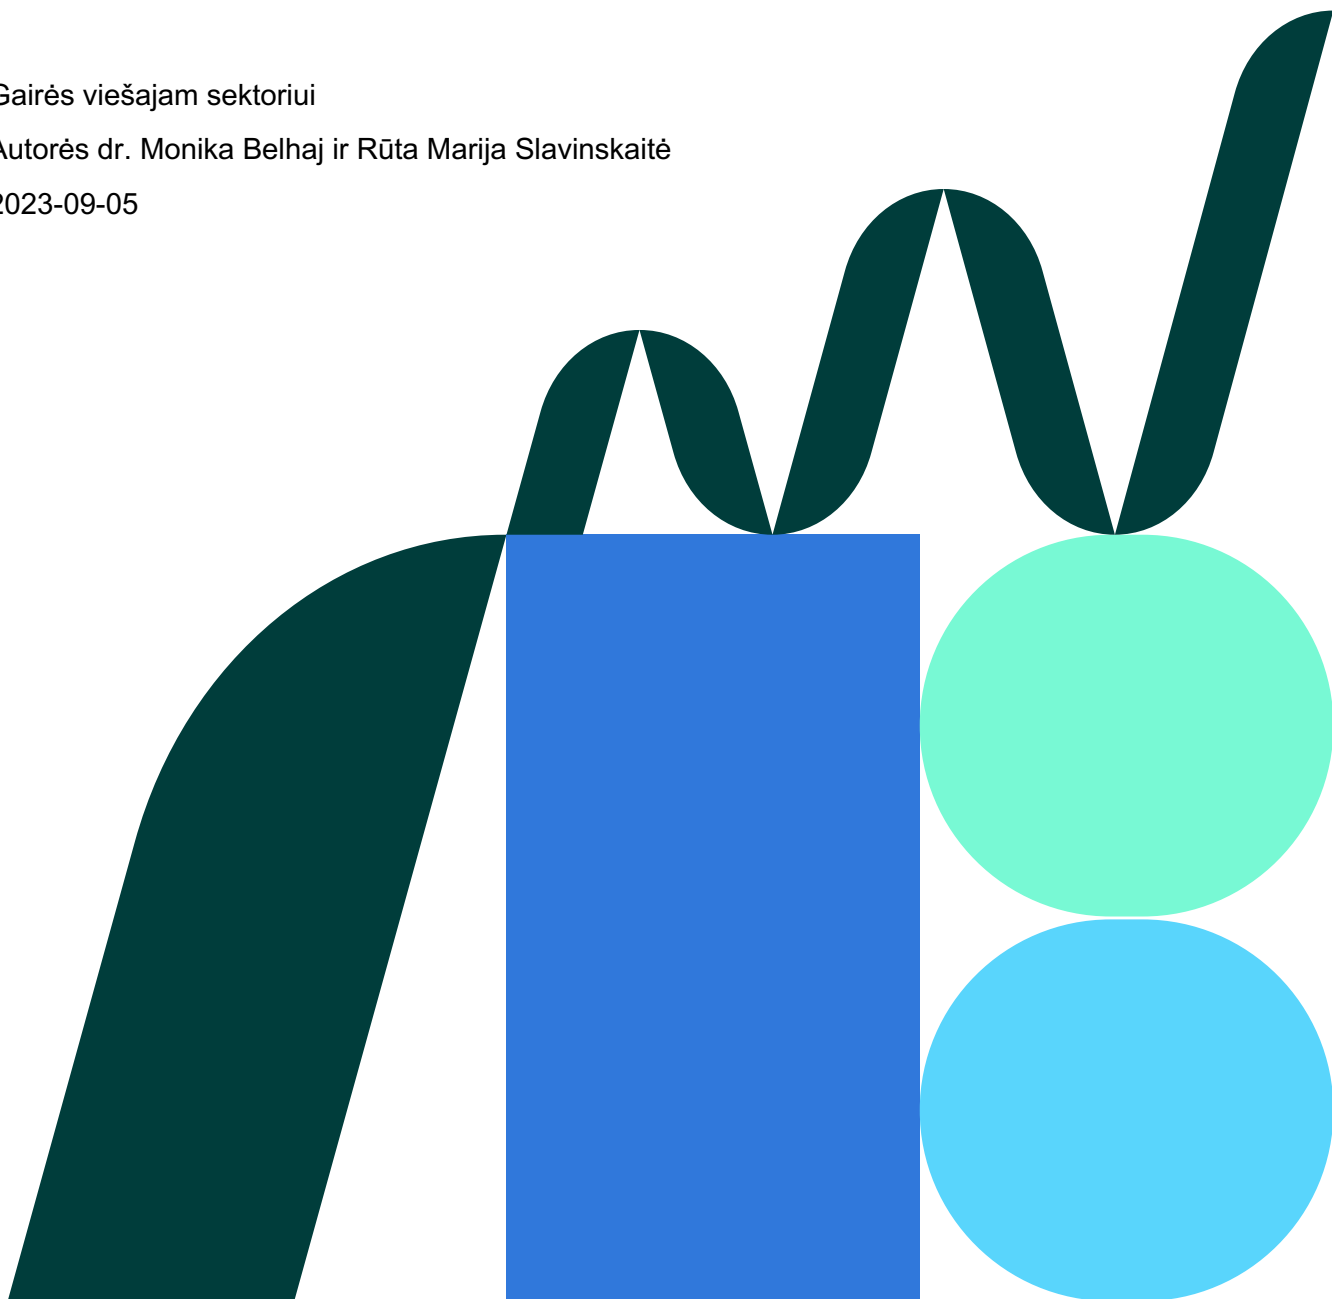 Gairės viešajam sektoriui
Autorės dr. Monika Belhaj ir Rūta Marija Slavinskaitė
2023-09-05